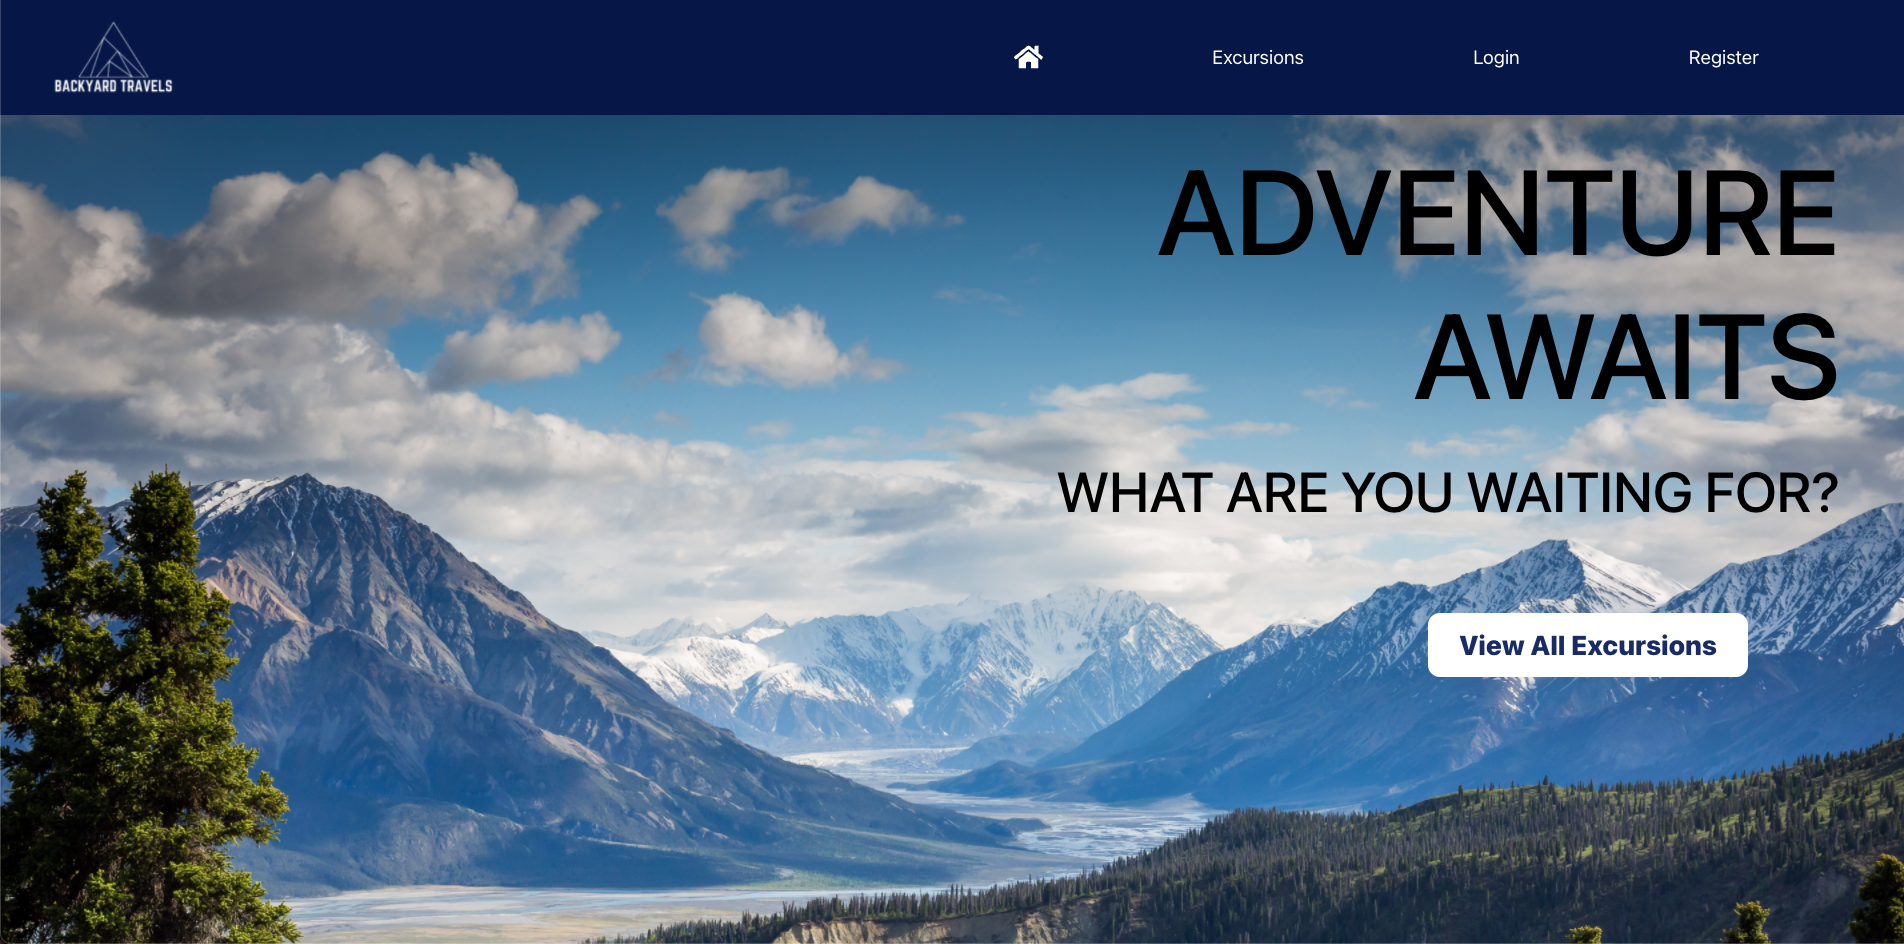 BACKYARD TRAVELS
Excursions Login Register
ADVENTURE
AWAITS
WHAT ARE YOU WAITING FOR?
View All Excursions